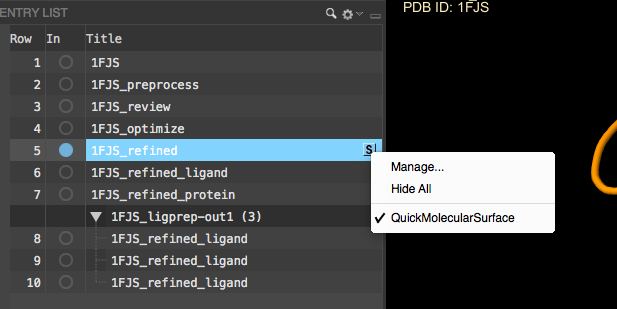 ENTRY LIST
PDB ID: 1FJS
Row In Title
1 1FJS
2 1FJS_preprocess
3 1FJS_review
4 1FJS_optimize
5 1FJS_refined S
6 1FJS_refined_ligand
7 1FJS_refined_protein
1FJS_ligprep-out1 (3)
8 1FJS_refined_ligand
9 1FJS_refined_ligand
10 1FJS_refined_ligand
Manage...
Hide All
✓ QuickMolecularSurface